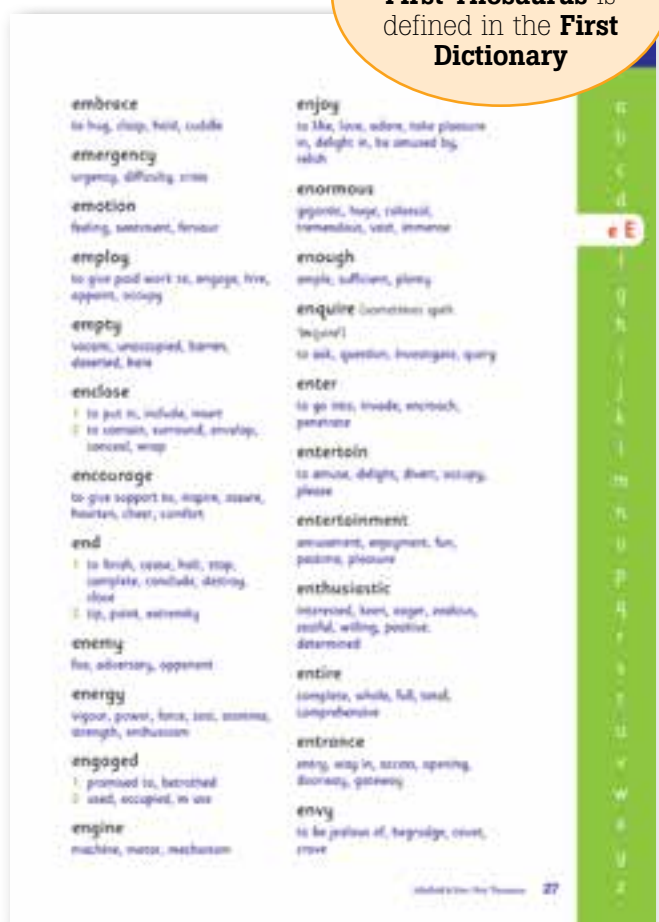 First Thesaurus is
defined in the First
Dictionary
embrace
to hug, clasp, hold, cuddle
emergency
urgency, difficulty, crisis
emotion
feeling, sentiment, fervour
employ
to give paid work to, engage, hire,
appoint, occupy
empty
vacant, unoccupied, barren,
deserted, bare
enclose
1 to put in, include, insert
2 to contain, surround, envelop,
conceal, wrap
encourage
to give support to, inspire, assure,
hearten, cheer, comfort
end
1 to finish, cease, halt, stop,
complete, conclude, destroy,
close
2 tip, point, extremity
enemy
foe, adversary, opponent
energy
vigour, power, force, zest, stamina,
strength, enthusiasm
engaged
1 promised to, betrothed
2 used, occupied, in use
engine
machine, motor, mechanism
enjoy
to like, love, adore, take pleasure
in, delight in, be amused by,
relish
enormous
gigantic, huge, colossal,
tremendous, vast, immense
enough
ample, sufficient, plenty
enquire (sometimes spelt
'inquire')
to ask, question, investigate, query
enter
to go into, invade, encroach,
penetrate
entertain
to amuse, delight, divert, occupy,
please
entertainment
amusement, enjoyment, fun,
pastime, pleasure
enthusiastic
interested, keen, eager, zealous,
zestful, willing, positive,
determined
entire
complete, whole, full, total,
comprehensive
entrance
entry, way in, access, opening,
doorway, gateway
envy
to be jealous of, begrudge, covet,
crave
First Thesaurus 27
a
b
c
d
e E
f
g
h
i
j
k
l
m
n
o
p
q
r
s
t
u
v
w
x
y
z